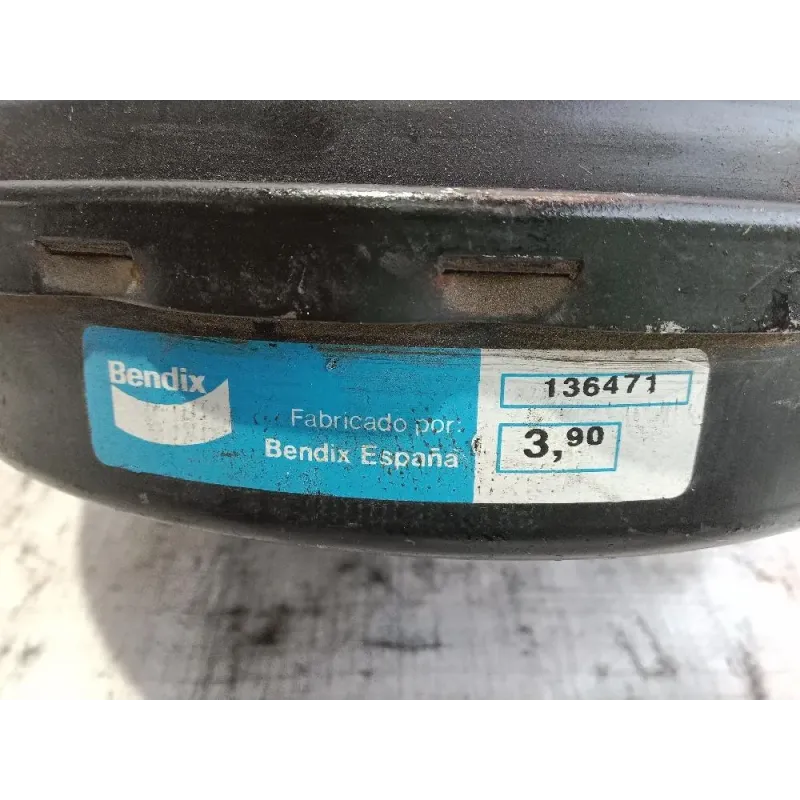 Bendix
Fabricado por:
Bendix España
136471
3,90